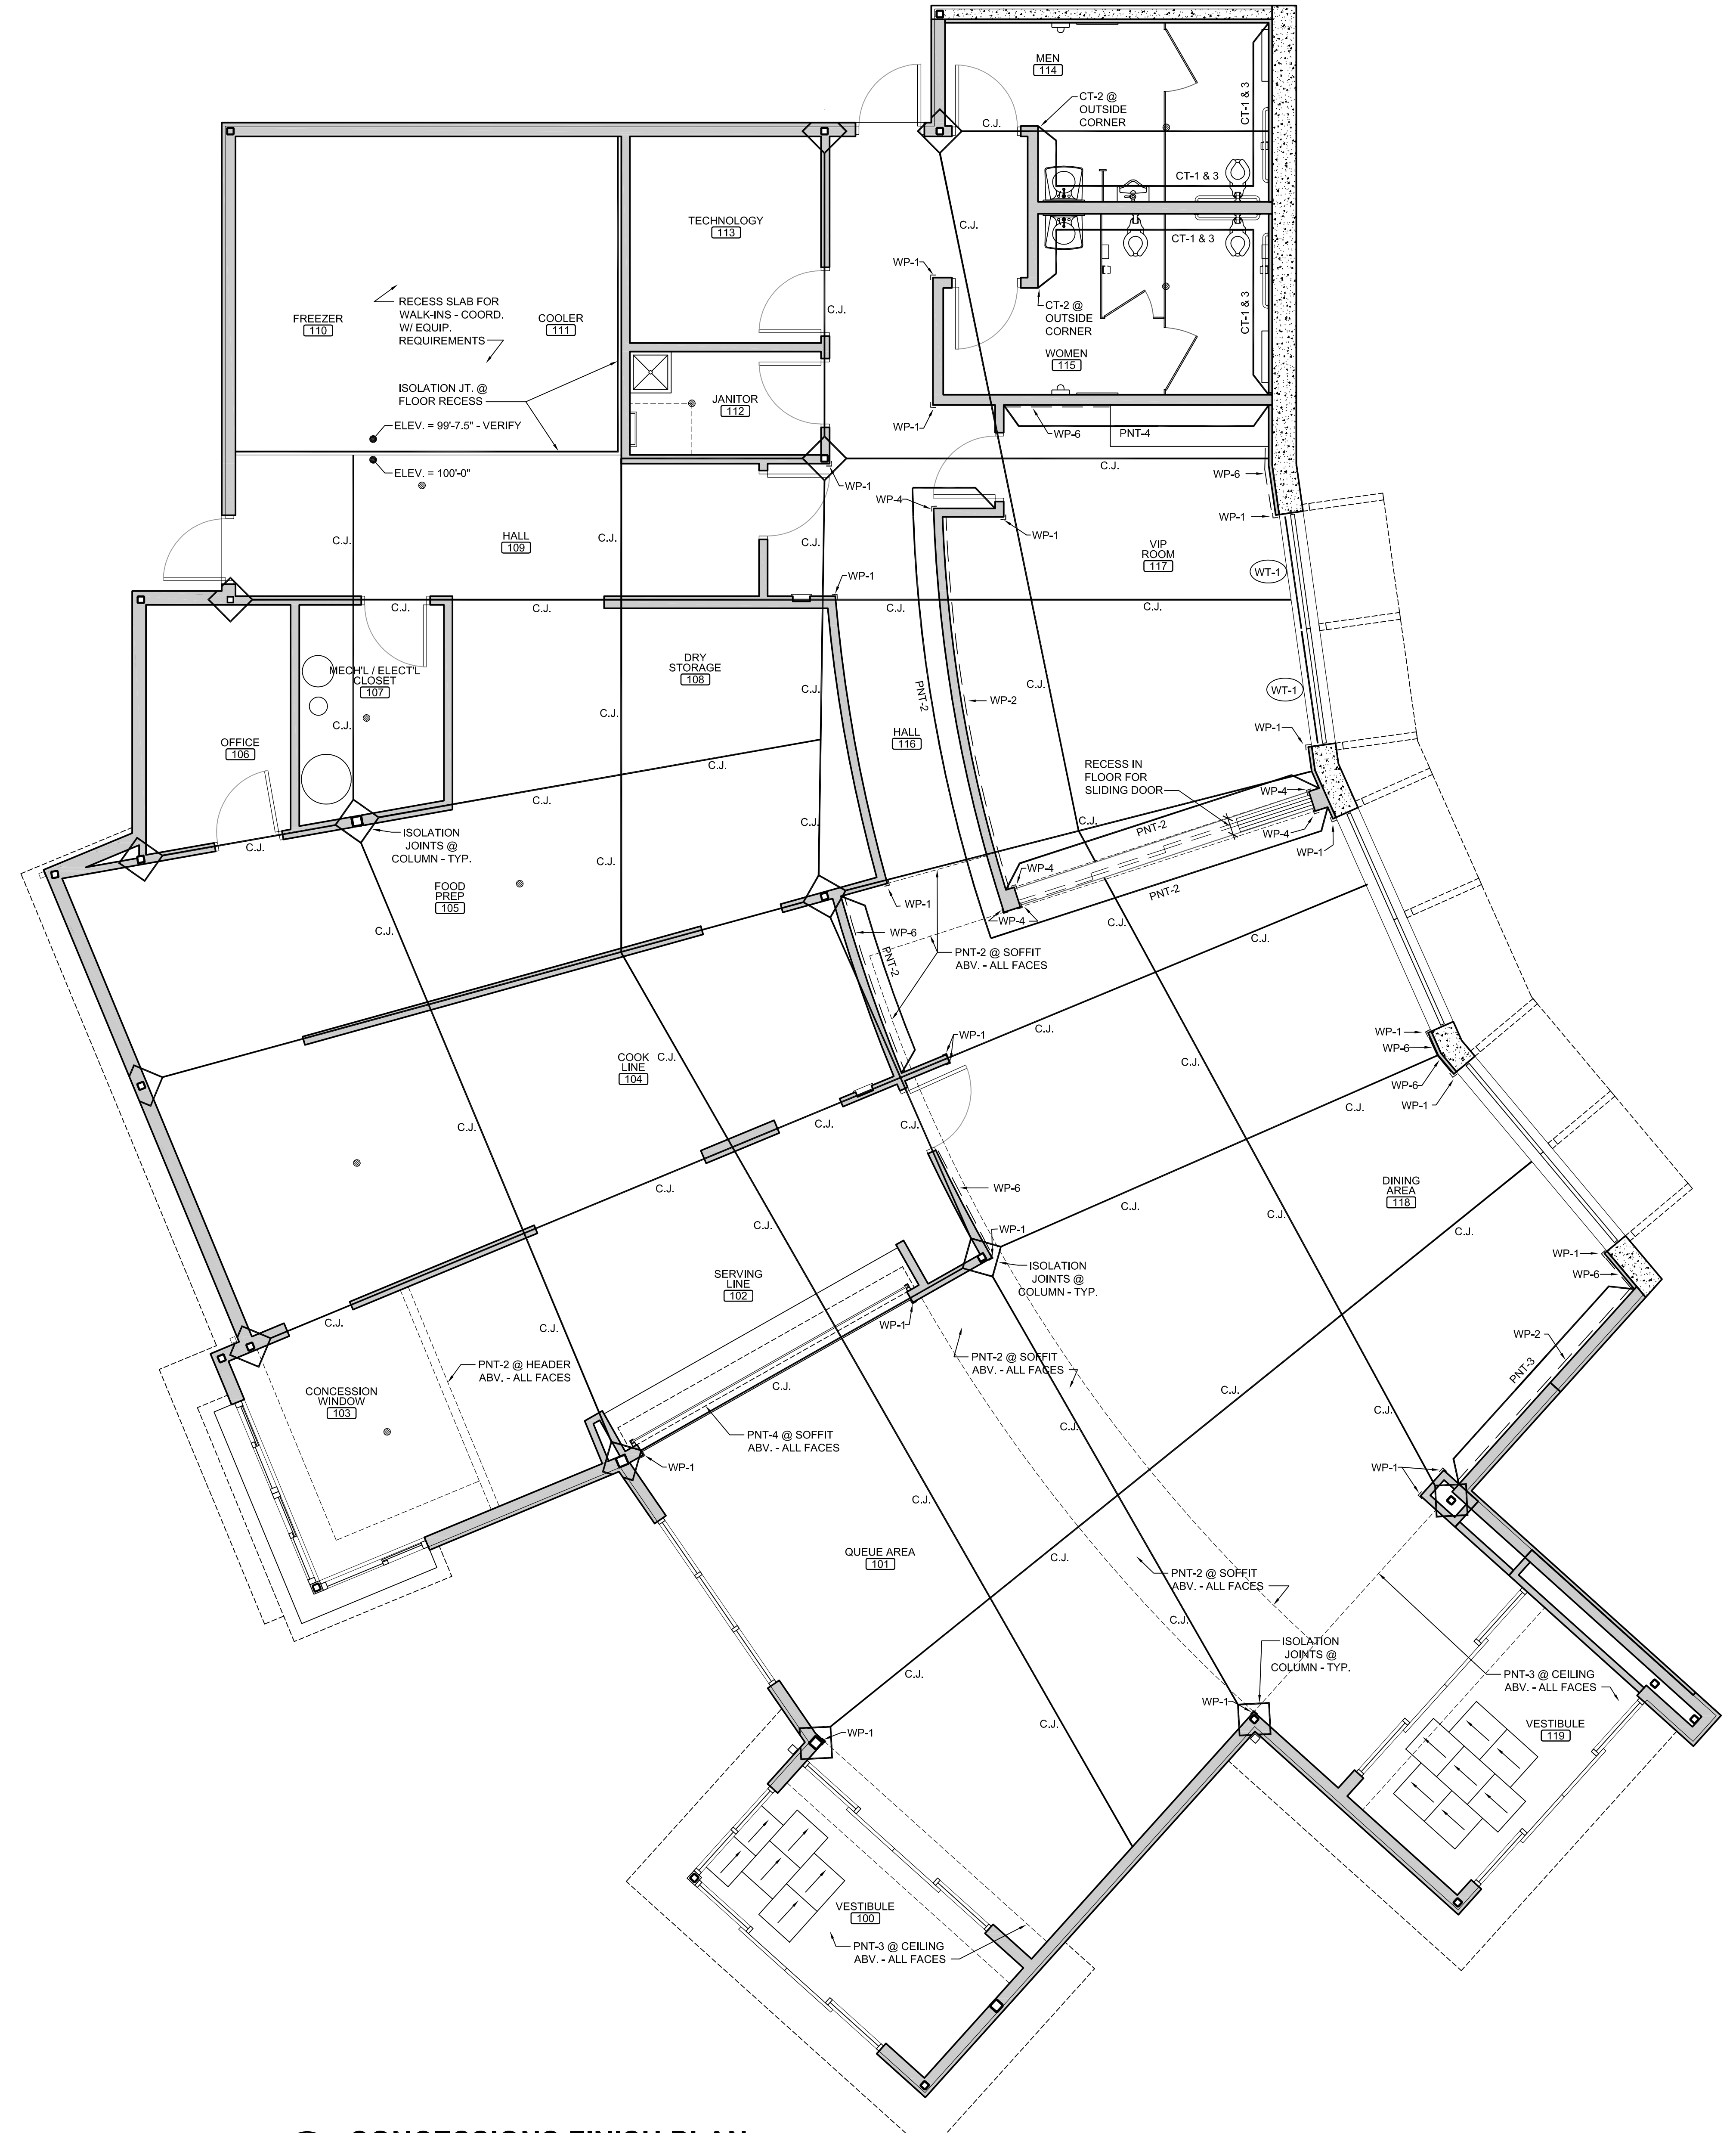 MEN
114
CT-2 @
OUTSIDE
CORNER
CT-1 & 3
C.J.
CT-1 & 3
TECHNOLOGY
113
C.J.
CT-1 & 3
WP-1
CT-1 & 3
RECESS SLAB FOR
WALK-INS - COORD.
W/ EQUIP.
REQUIREMENTS
FREEZER
110
COOLER
111
C.J.
CT-2 @
OUTSIDE
CORNER
WOMEN
115
ISOLATION JT. @
FLOOR RECESS
JANITOR
112
ELEV. = 99'-7.5" - VERIFY
WP-1
WP-6
PNT-4
ELEV. = 100'-0"
C.J.
WP-6
WP-1
WP-4
WP-1
C.J.
HALL
109
C.J.
C.J.
WP-1
VIP
ROOM
117
WT-1
WP-1
C.J.
C.J.
C.J.
C.J.
MECH'L / ELECT'L
CLOSET
107
DRY
STORAGE
108
C.J.
PNT-2
C.J.
WT-1
WP-2
C.J.
C.J.
OFFICE
106
HALL
116
WP-1
C.J.
RECESS IN
FLOOR FOR
SLIDING DOOR
WP-4
C.J.
C.J.
C.J.
PNT-2
WP-4
ISOLATION
JOINTS @
COLUMN - TYP.
C.J.
WP-1
C.J.
WP-4
FOOD
PREP
105
WP-1
PNT-2
WP-4
C.J.
C.J.
WP-6
C.J.
PNT-2 @ SOFFIT
ABV. - ALL FACES
PNT-2
WP-1
C.J.
WP-1
WP-6
COOK
LINE
104
C.J.
C.J.
WP-6
WP-1
C.J.
C.J.
C.J.
C.J.
C.J.
WP-6
DINING
AREA
118
C.J.
C.J.
C.J.
C.J.
WP-1
C.J.
WP-1
SERVING
LINE
102
ISOLATION
JOINTS @
COLUMN - TYP.
WP-6
C.J.
C.J.
WP-1
WP-2
PNT-2 @ HEADER
ABV. - ALL FACES
PNT-2 @ SOFFIT
ABV. - ALL FACES
PNT-3
CONCESSION
WINDOW
103
C.J.
C.J.
C.J.
C.J.
PNT-4 @ SOFFIT
ABV. - ALL FACES
WP-1
WP-1
C.J.
QUEUE AREA
101
C.J.
PNT-2 @ SOFFIT
ABV. - ALL FACES
C.J.
ISOLATION
JOINTS @
COLUMN - TYP.
C.J.
PNT-3 @ CEILING
ABV. - ALL FACES
WP-1
C.J.
WP-1
VESTIBULE
119
VESTIBULE
100
PNT-3 @ CEILING
ABV. - ALL FACES
CONCESSIONS FINISH PLAN